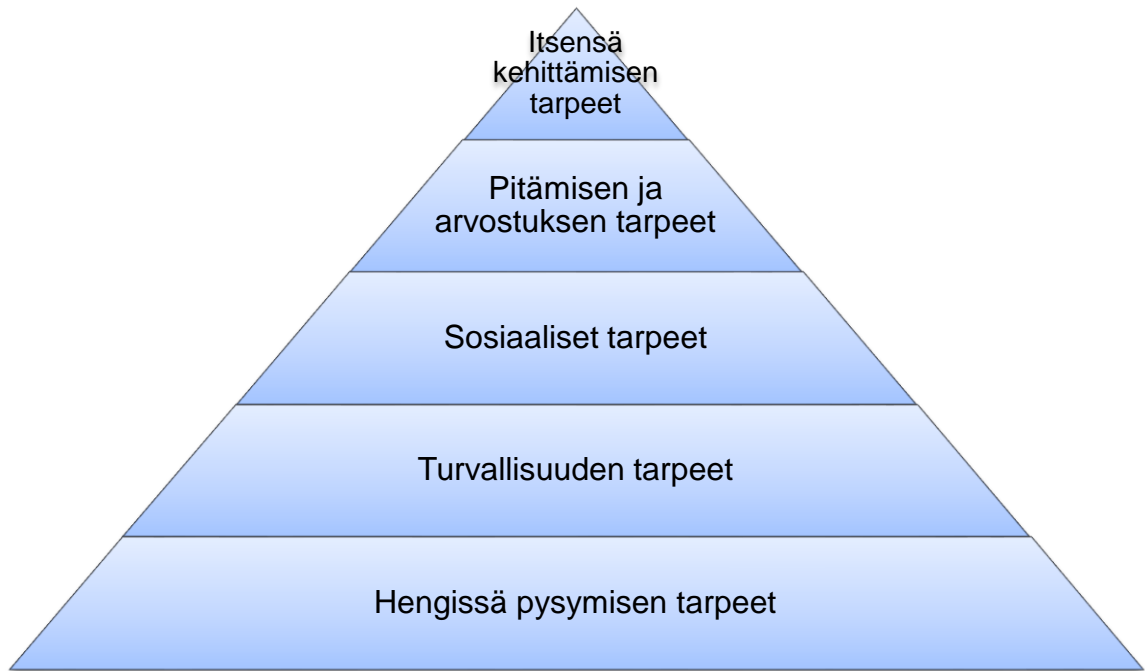 Itsensä
kehittämisen
tarpeet
Pitämisen ja
arvostuksen tarpeet
Sosiaaliset tarpeet
Turvallisuuden tarpeet
Hengissä pysymisen tarpeet